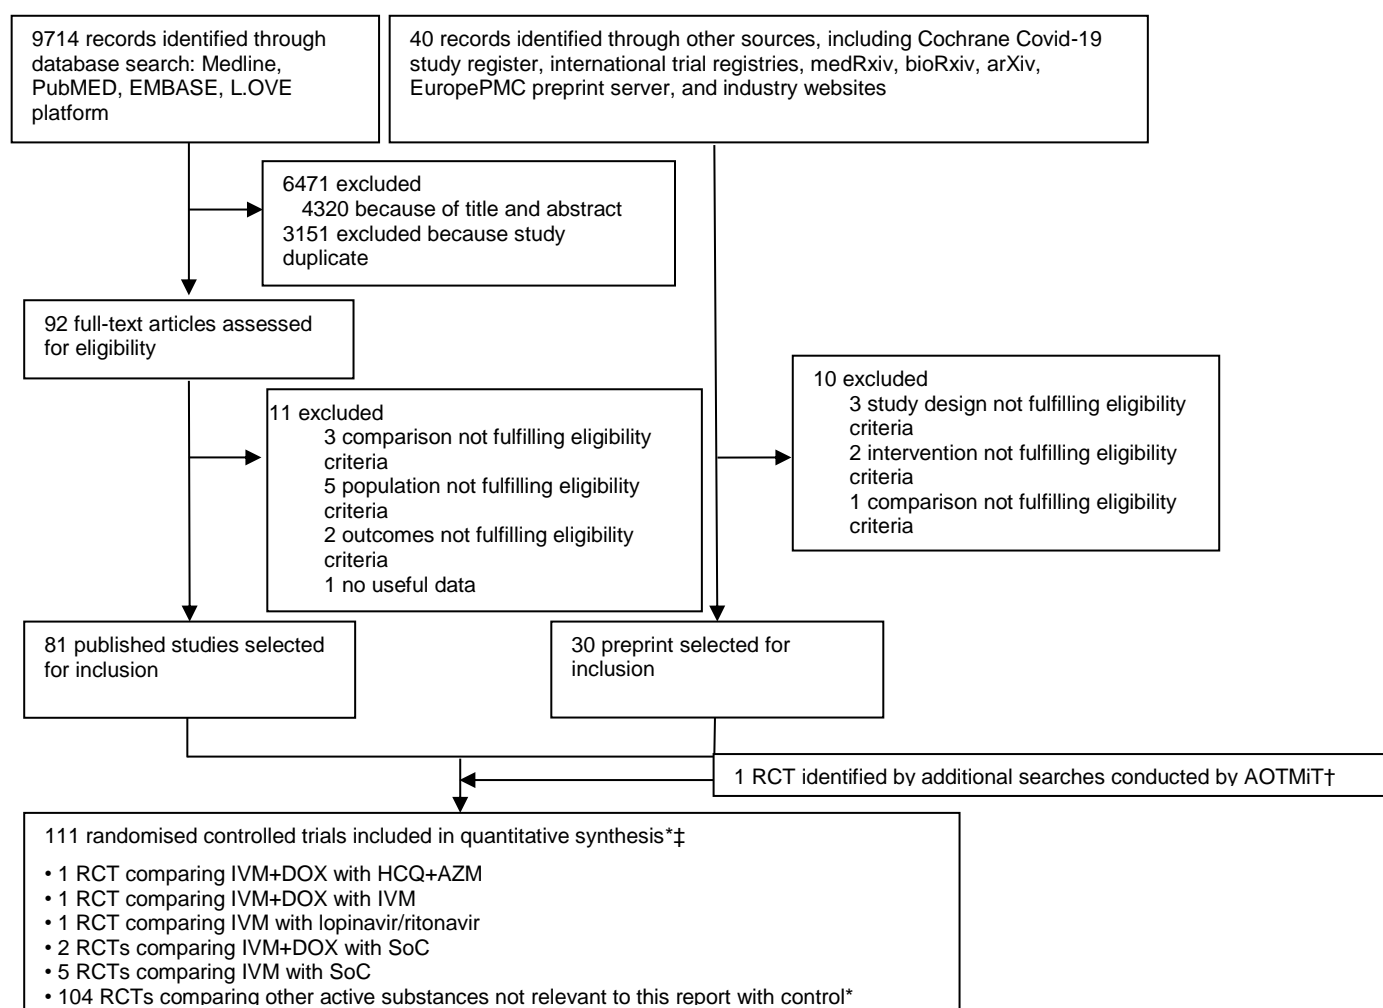 9714 records identified through
database search: Medline,
PubMED, EMBASE, L.OVE
platform
40 records identified through other sources, including Cochrane Covid-19
study register, international trial registries, medRxiv, bioRxiv, arXiv,
EuropePMC preprint server, and industry websites
6471 excluded
4320 because of title and abstract
3151 excluded because study
duplicate
92 full-text articles assessed
for eligibility
11 excluded
3 comparison not fulfilling eligibility
criteria
5 population not fulfilling eligibility
criteria
2 outcomes not fulfilling eligibility
criteria
1 no useful data
10 excluded
3 study design not fulfilling eligibility
criteria
2 intervention not fulfilling eligibility
criteria
1 comparison not fulfilling eligibility
criteria
81 published studies selected
for inclusion
30 preprint selected for
inclusion
1 RCT identified by additional searches conducted by AOTMiT†
111 randomised controlled trials included in quantitative synthesis*‡
• 1 RCT comparing IVM+DOX with HCQ+AZM
• 1 RCT comparing IVM+DOX with IVM
• 1 RCT comparing IVM with lopinavir/ritonavir
• 2 RCTs comparing IVM+DOX with SoC
• 5 RCTs comparing IVM with SoC
• 104 RCTs comparing other active substances not relevant to this report with control*